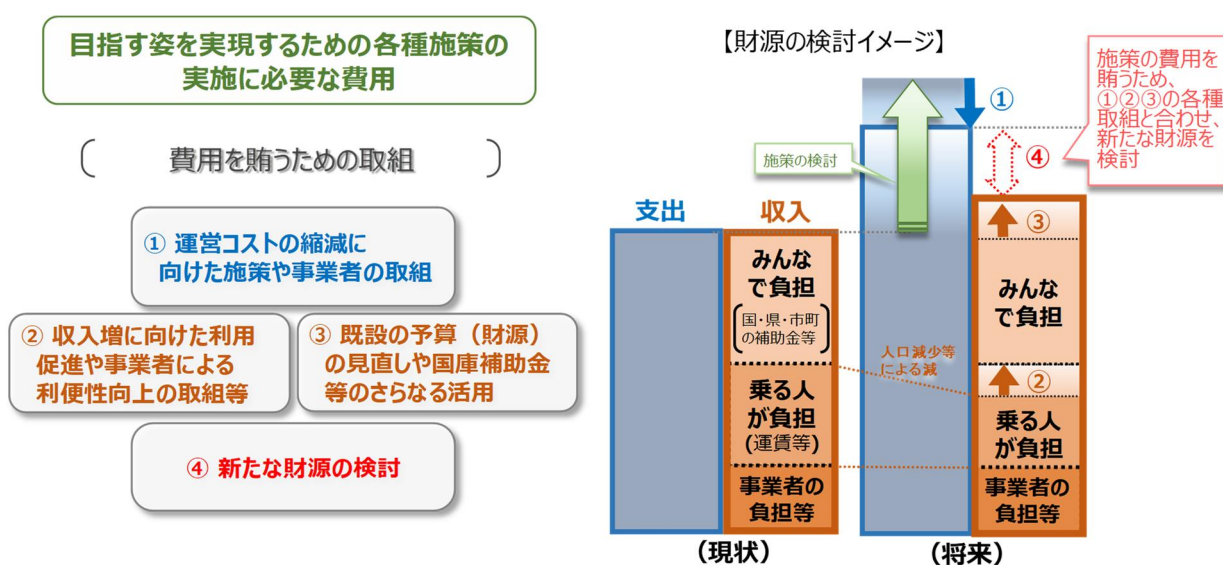 目指す姿を実現するための各種施策の
実施に必要な費用
費用を賄うための取組
① 運営コストの縮減に
向けた施策や事業者の取組
② 収入増に向けた利用
促進や事業者による
利便性向上の取組等
③ 既設の予算（財源）
の見直しや国庫補助金
等のさらなる活用
④ 新たな財源の検討
【財源の検討イメージ】
施策の費用を
賄うため、
①②③の各種
取組と合わせ、
新たな財源を
検討
①
④
施策の検討
支出
収入
③
みんな
で負担
国・県・市町
の補助金等
みんな
で負担
人口減少等
による減
②
乗る人
が負担
(運賃等)
乗る人
が負担
事業者の
負担等
事業者の
負担等
(現状)
(将来)